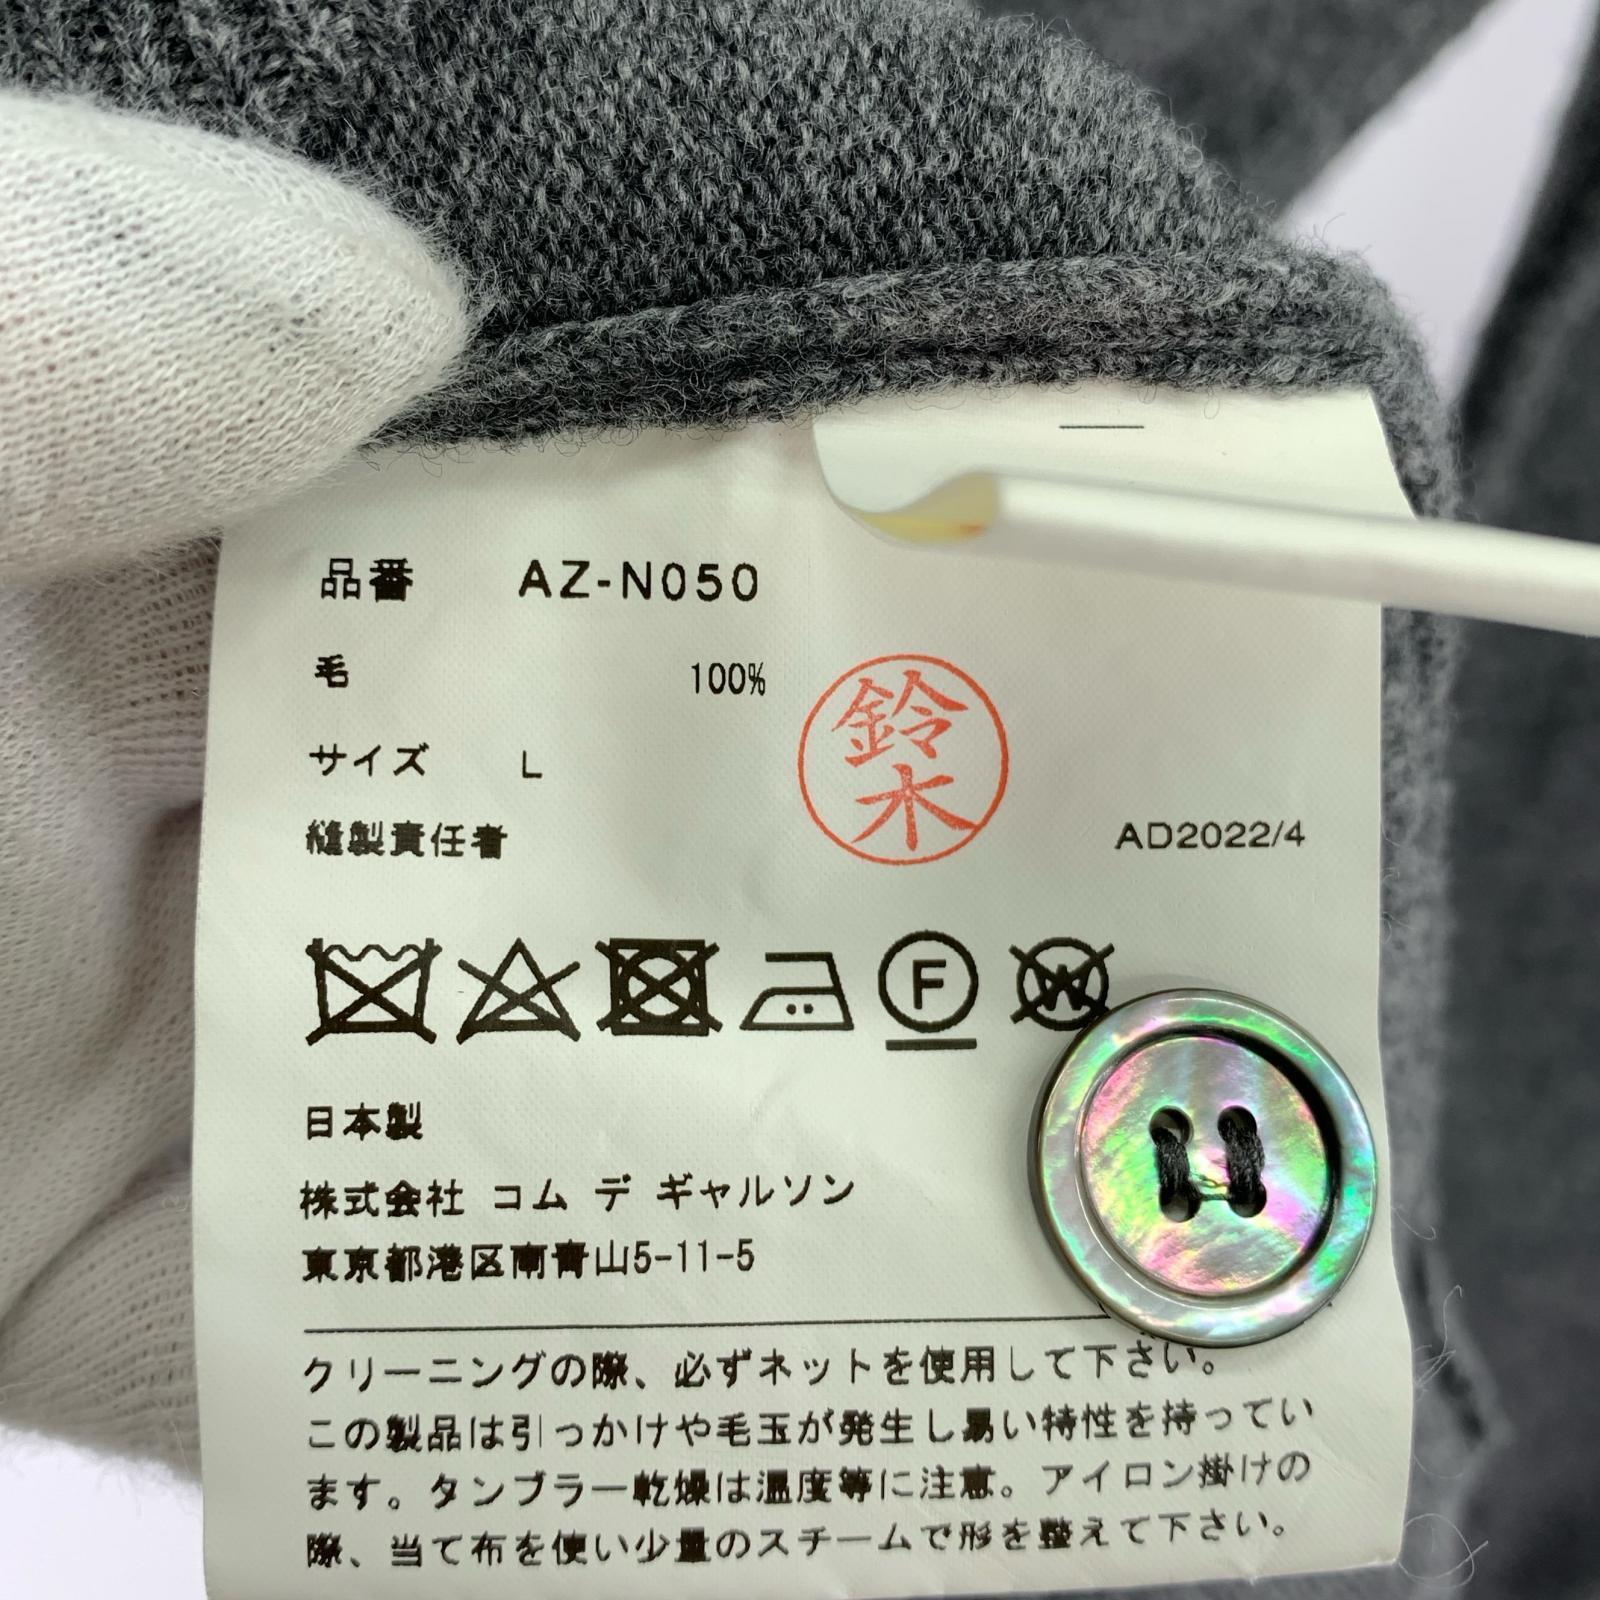 品番 AZ-N050
毛 100%
鈴木
サイズ L
縫製責任者 AD2022/4
F
W
日本製
株式会社 コム デ ギャルソン
東京都港区南青山5-11-5
クリーニングの際、必ずネットを使用して下さい。
この製品は引っかけや毛玉が発生し易い特性を持ってい
ます。タンブラー乾燥は温度等に注意。アイロン掛けの
際、当て布を使い少量のスチームで形を整えて下さい。